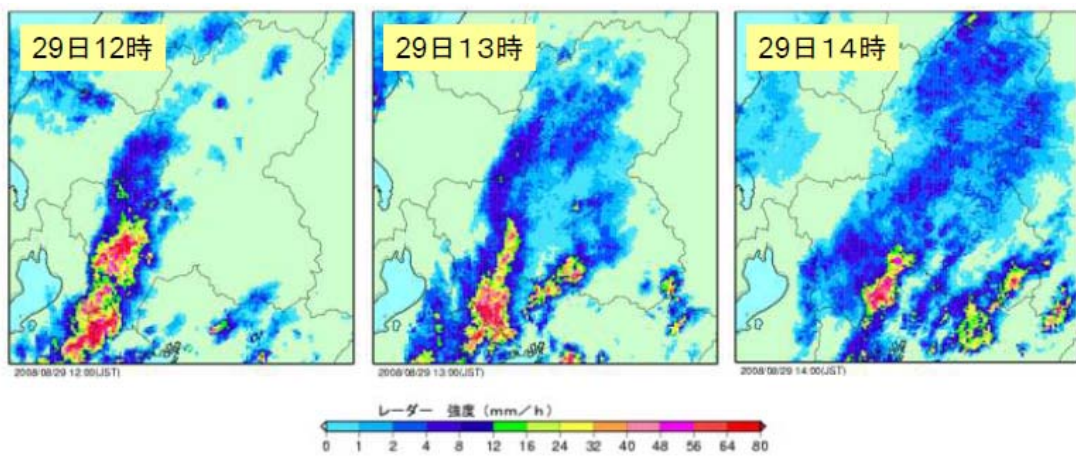 29日12時
29日13時
29日14時
2008/08/29 12:00(JST)
2008/08/29 13:00(JST)
2008/08/29 14:00(JST)
レーダー 強度 (mm/h)
0 1 2 4 8 12 16 24 32 40 48 56 64 80